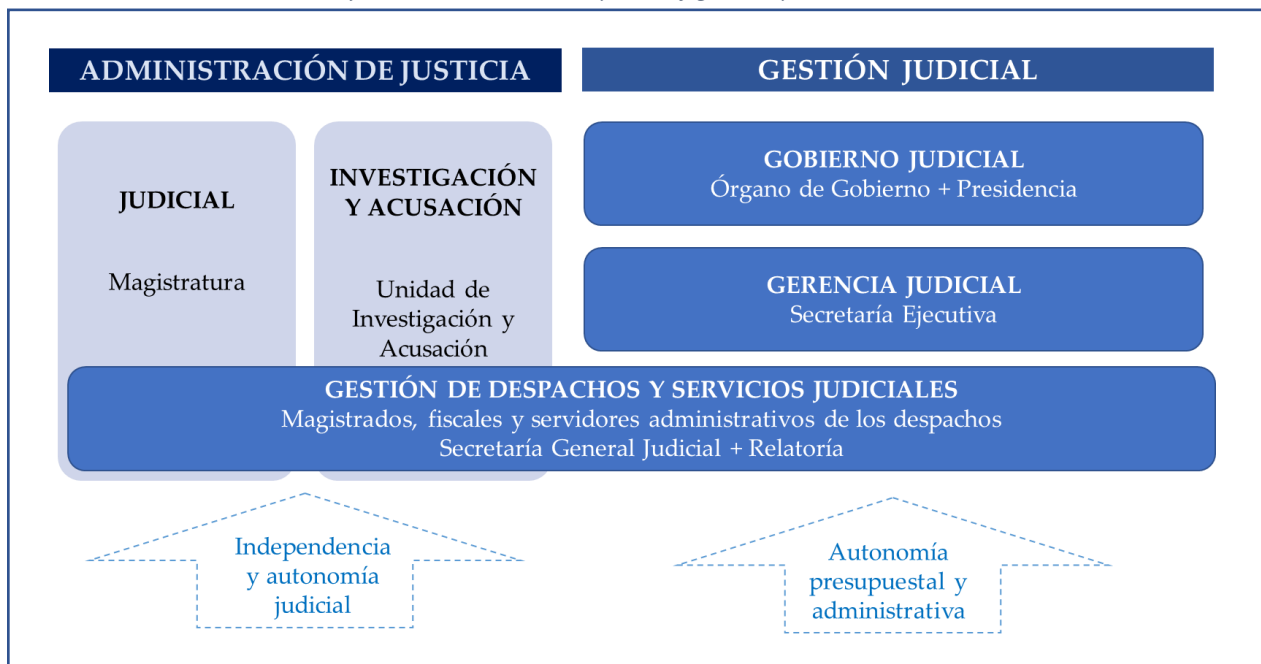 ADMINISTRACIÓN DE JUSTICIA
GESTIÓN JUDICIAL
JUDICIAL
Magistratura
INVESTIGACIÓN
Y ACUSACIÓN
Unidad de
Investigación y
Acusación
GOBIERNO JUDICIAL
Órgano de Gobierno + Presidencia
GERENCIA JUDICIAL
Secretaría Ejecutiva
GESTIÓN DE DESPACHOS Y SERVICIOS JUDICIALES
Magistrados, fiscales y servidores administrativos de los despachos
Secretaría General Judicial + Relatoría
Independencia
y autonomía
judicial
Autonomía
presupuestal y
administrativa